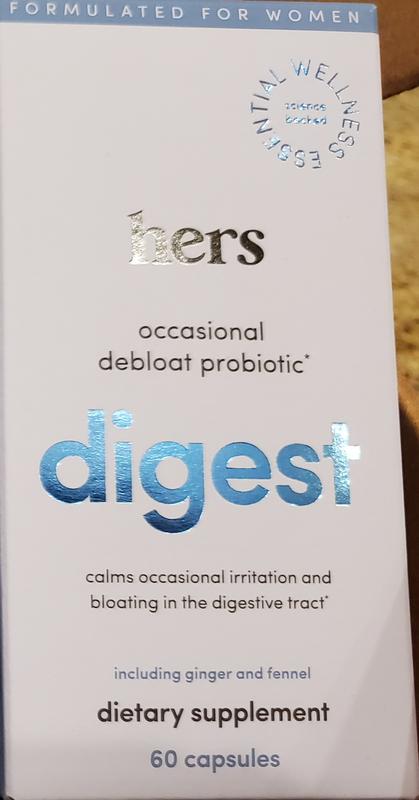 FORMULATED FOR WOMEN
ESSENTIAL WELLNESS
science
backed
hers
occasional
debloat probiotic*
digest
calms occasional irritation and
bloating in the digestive tract*
including ginger and fennel
dietary supplement
60 capsules